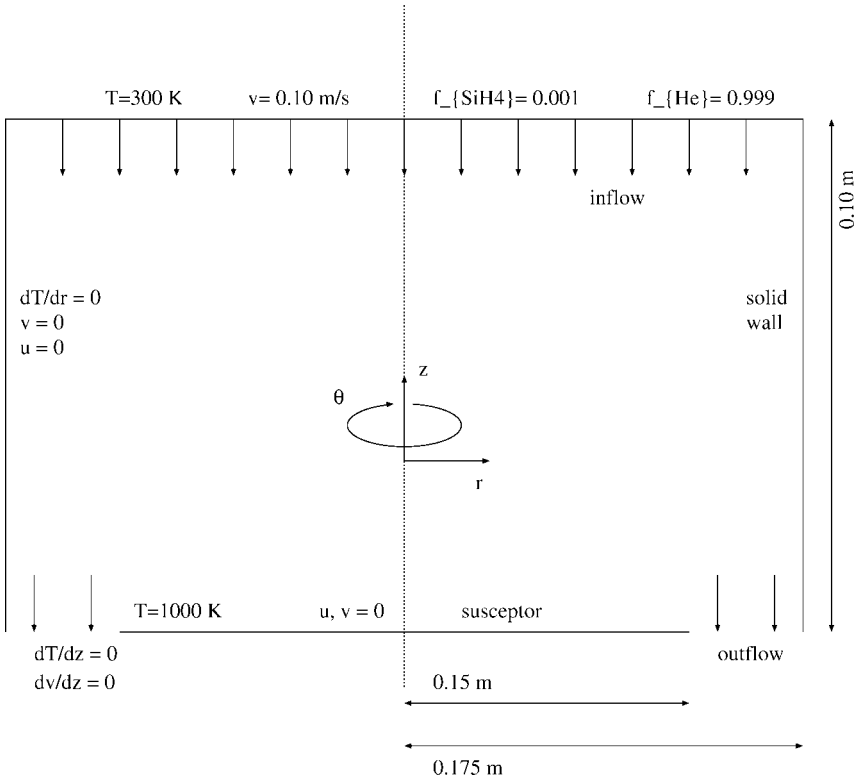 T=300 K v= 0.10 m/s f_{SiH4}= 0.001 f_{He}= 0.999
inflow
0.10 m
dT/dr = 0
v = 0
u = 0
solid
wall
z
θ
r
T=1000 K u, v = 0 susceptor
dT/dz = 0
dv/dz = 0
outflow
0.15 m
0.175 m